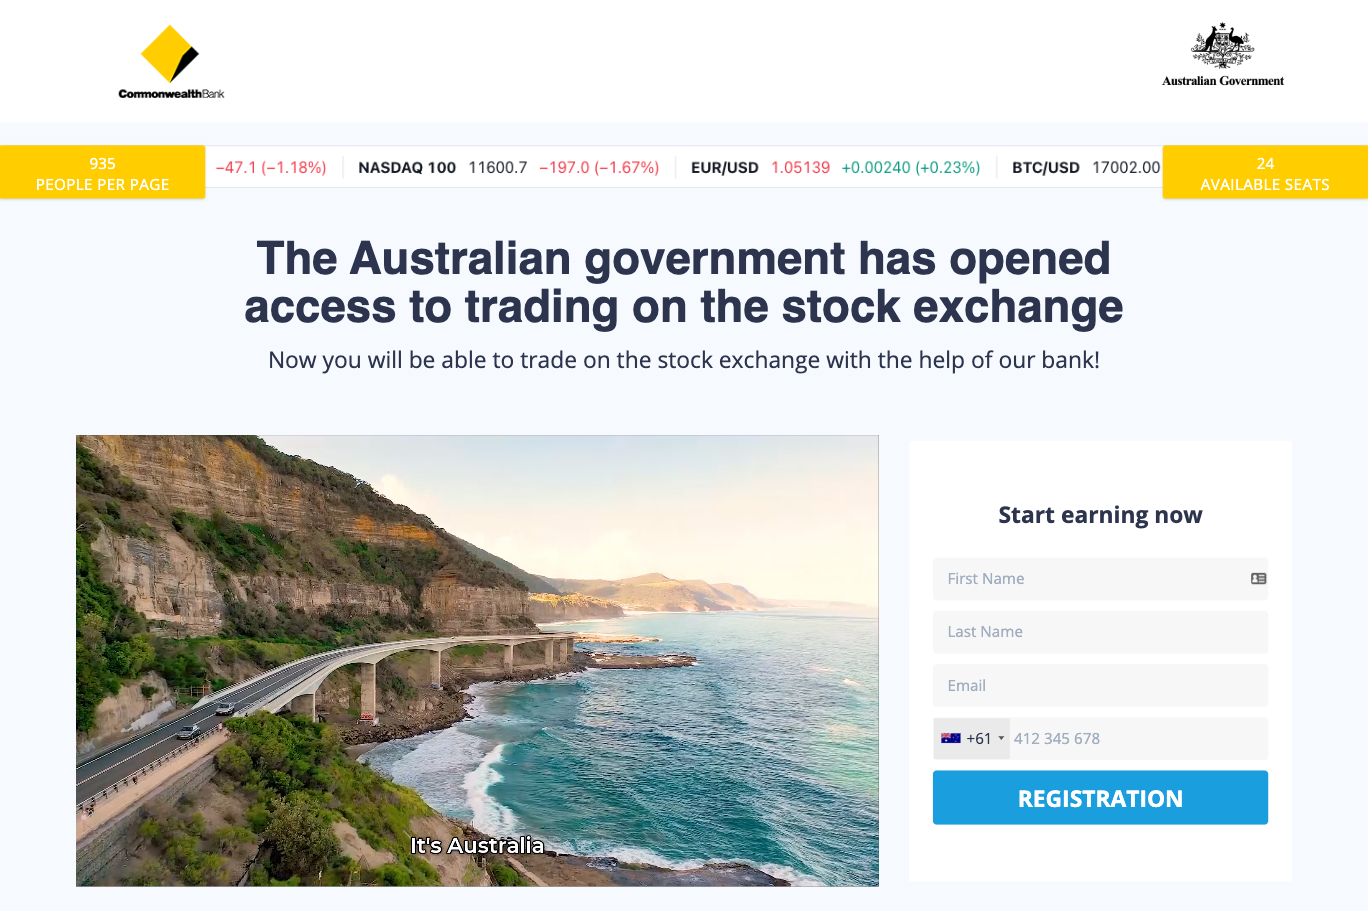 CommonwealthBank
Australian Government
935
PEOPLE PER PAGE
−47.1 (−1.18%)
NASDAQ 100 11600.7 −197.0 (−1.67%)
EUR/USD 1.05139 +0.00240 (+0.23%)
BTC/USD 17002.00
24
AVAILABLE SEATS
The Australian government has opened
access to trading on the stock exchange
Now you will be able to trade on the stock exchange with the help of our bank!
It's Australia
Start earning now
First Name
Last Name
Email
+61 412 345 678
REGISTRATION